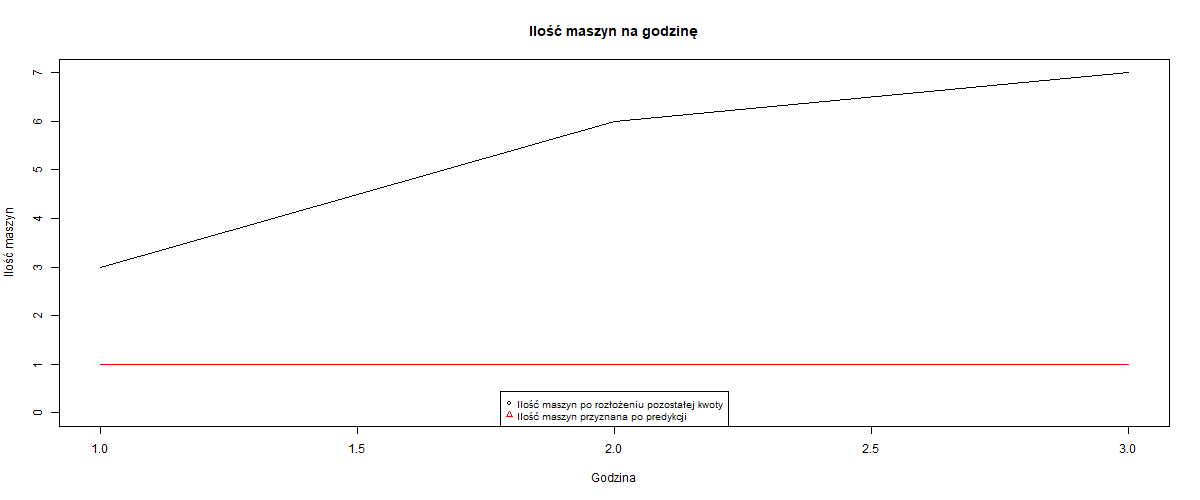 Ilość maszyn na godzinę
Ilość maszyn
7
6
5
4
3
2
1
0
Ilość maszyn po rozłożeniu pozostałej kwoty
Ilość maszyn przyznana po predykcji
1.0 1.5 2.0 2.5 3.0
Godzina